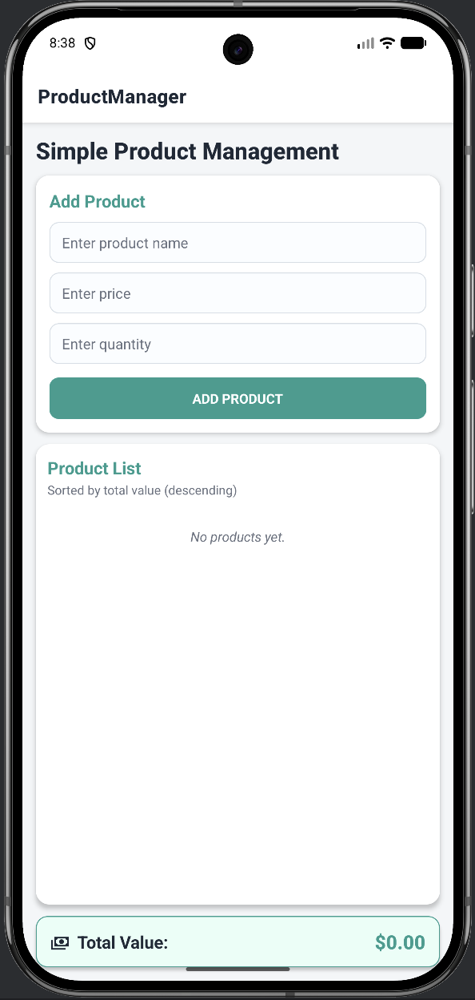 8:38
ProductManager
Simple Product Management
Add Product
Enter product name
Enter price
Enter quantity
ADD PRODUCT
Product List
Sorted by total value (descending)
No products yet.
Total Value: $0.00